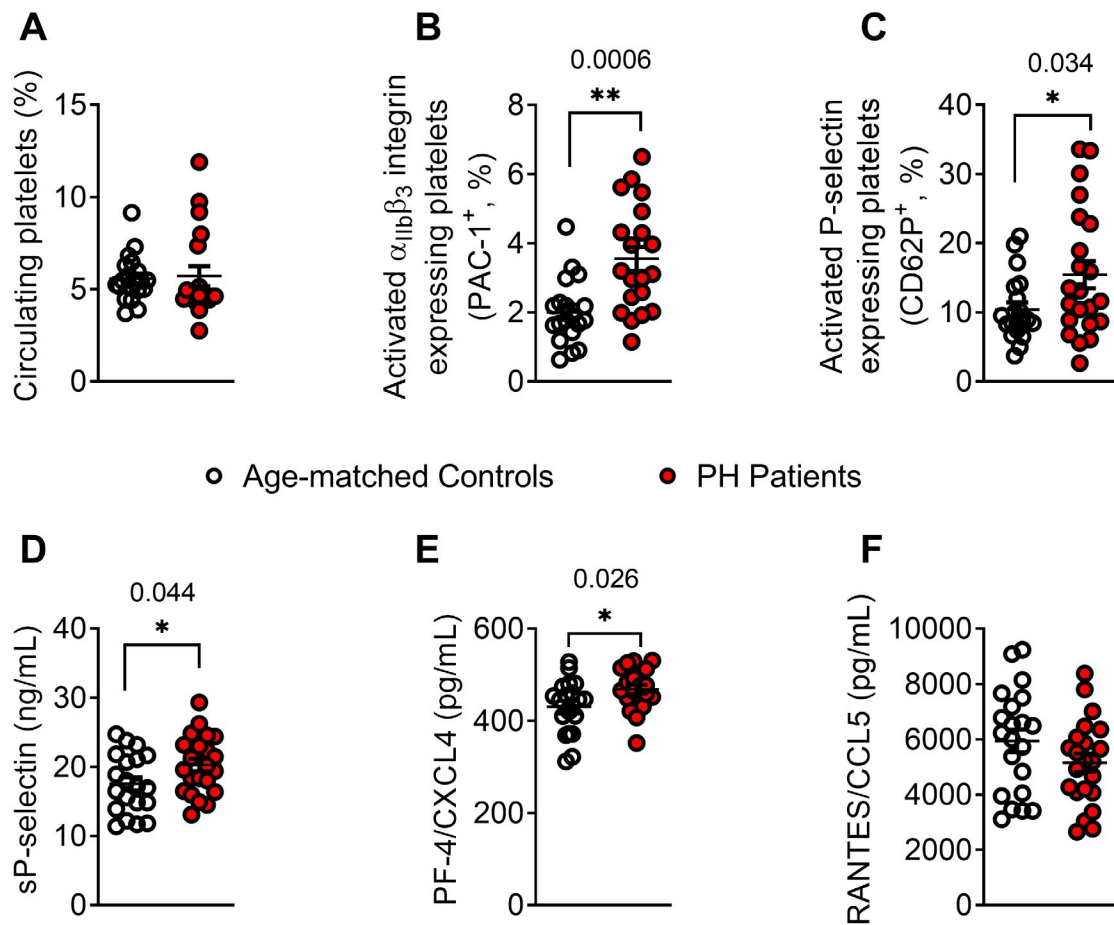 A
Circulating platelets (%)
15
10
5
0
B
0.0006
**
Activated αIIbβ3 integrin
expressing platelets
(PAC-1+, %)
8
6
4
2
0
C
0.034
*
Activated P-selectin
expressing platelets
(CD62P+, %)
40
30
20
10
0
Age-matched Controls
PH Patients
D
0.044
*
sP-selectin (ng/mL)
40
30
20
10
0
E
0.026
*
PF-4/CXCL4 (pg/mL)
600
400
200
0
F
RANTES/CCL5 (pg/mL)
10000
8000
6000
4000
2000
0